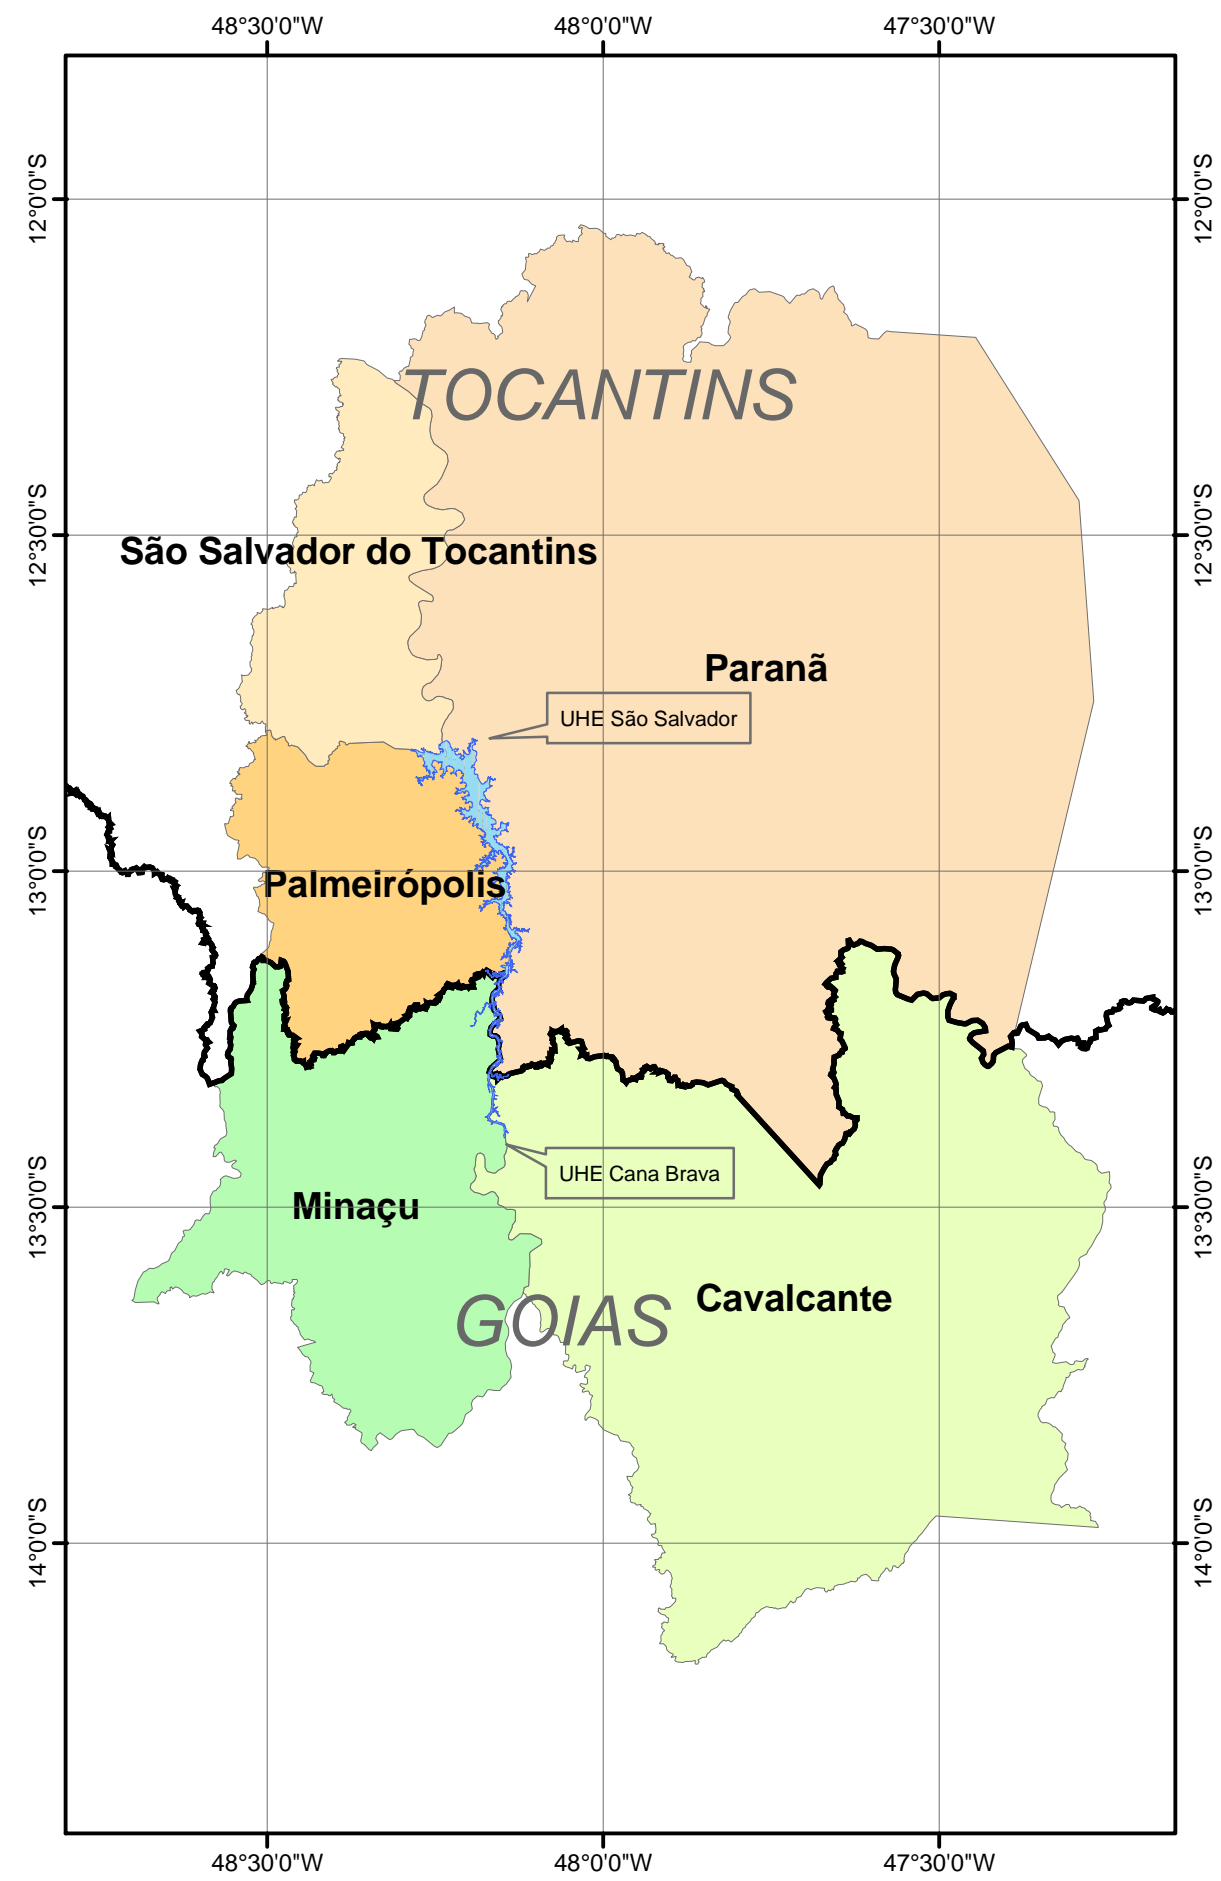 48°30'0"W
48°0'0"W
47°30'0"W
12°0'0"S
12°0'0"S
TOCANTINS
12°30'0"S
12°30'0"S
São Salvador do Tocantins
Paranã
UHE São Salvador
13°0'0"S
13°0'0"S
Palmeirópolis
UHE Cana Brava
13°30'0"S
13°30'0"S
Minaçu
Cavalcante
GOIAS
14°0'0"S
14°0'0"S
48°30'0"W
48°0'0"W
47°30'0"W